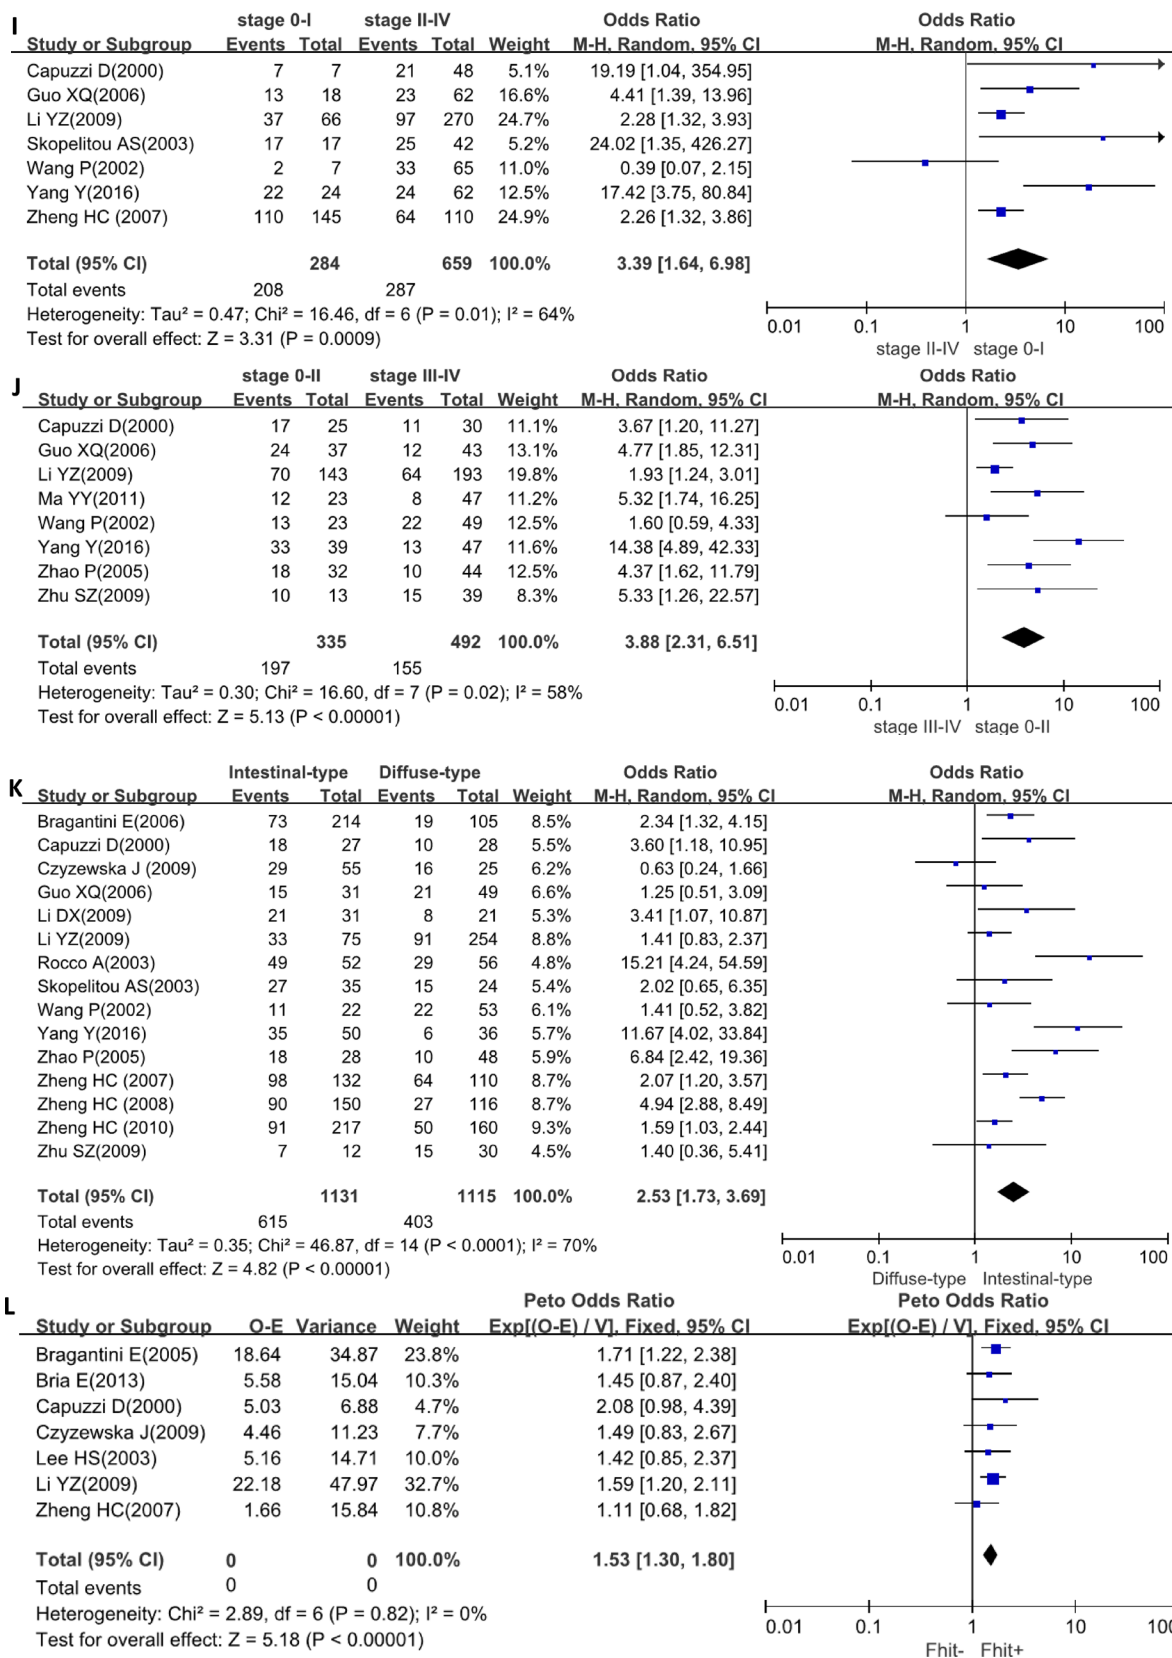 I
stage 0-I stage II-IV Odds Ratio Odds Ratio
Study or Subgroup Events Total Events Total Weight M-H, Random, 95% CI M-H, Random, 95% CI
Capuzzi D(2000) 7 7 21 48 5.1% 19.19 [1.04, 354.95]
Guo XQ(2006) 13 18 23 62 16.6% 4.41 [1.39, 13.96]
Li YZ(2009) 37 66 97 270 24.7% 2.28 [1.32, 3.93]
Skopelitou AS(2003) 17 17 25 42 5.2% 24.02 [1.35, 426.27]
Wang P(2002) 2 7 33 65 11.0% 0.39 [0.07, 2.15]
Yang Y(2016) 22 24 24 62 12.5% 17.42 [3.75, 80.84]
Zheng HC (2007) 110 145 64 110 24.9% 2.26 [1.32, 3.86]
Total (95% CI) 284 659 100.0% 3.39 [1.64, 6.98]
Total events 208 287
Heterogeneity: Tau² = 0.47; Chi² = 16.46, df = 6 (P = 0.01); I² = 64%
Test for overall effect: Z = 3.31 (P = 0.0009)
0.01 0.1 1 10 100
stage II-IV stage 0-I
J
stage 0-II stage III-IV Odds Ratio Odds Ratio
Study or Subgroup Events Total Events Total Weight M-H, Random, 95% CI M-H, Random, 95% CI
Capuzzi D(2000) 17 25 11 30 11.1% 3.67 [1.20, 11.27]
Guo XQ(2006) 24 37 12 43 13.1% 4.77 [1.85, 12.31]
Li YZ(2009) 70 143 64 193 19.8% 1.93 [1.24, 3.01]
Ma YY(2011) 12 23 8 47 11.2% 5.32 [1.74, 16.25]
Wang P(2002) 13 23 22 49 12.5% 1.60 [0.59, 4.33]
Yang Y(2016) 33 39 13 47 11.6% 14.38 [4.89, 42.33]
Zhao P(2005) 18 32 10 44 12.5% 4.37 [1.62, 11.79]
Zhu SZ(2009) 10 13 15 39 8.3% 5.33 [1.26, 22.57]
Total (95% CI) 335 492 100.0% 3.88 [2.31, 6.51]
Total events 197 155
Heterogeneity: Tau² = 0.30; Chi² = 16.60, df = 7 (P = 0.02); I² = 58%
Test for overall effect: Z = 5.13 (P < 0.00001)
0.01 0.1 1 10 100
stage III-IV stage 0-II
K
Intestinal-type Diffuse-type Odds Ratio Odds Ratio
Study or Subgroup Events Total Events Total Weight M-H, Random, 95% CI M-H, Random, 95% CI
Bragantini E(2006) 73 214 19 105 8.5% 2.34 [1.32, 4.15]
Capuzzi D(2000) 18 27 10 28 5.5% 3.60 [1.18, 10.95]
Czyzewska J (2009) 29 55 16 25 6.2% 0.63 [0.24, 1.66]
Guo XQ(2006) 15 31 21 49 6.6% 1.25 [0.51, 3.09]
Li DX(2009) 21 31 8 21 5.3% 3.41 [1.07, 10.87]
Li YZ(2009) 33 75 91 254 8.8% 1.41 [0.83, 2.37]
Rocco A(2003) 49 52 29 56 4.8% 15.21 [4.24, 54.59]
Skopelitou AS(2003) 27 35 15 24 5.4% 2.02 [0.65, 6.35]
Wang P(2002) 11 22 22 53 6.1% 1.41 [0.52, 3.82]
Yang Y(2016) 35 50 6 36 5.7% 11.67 [4.02, 33.84]
Zhao P(2005) 18 28 10 48 5.9% 6.84 [2.42, 19.36]
Zheng HC (2007) 98 132 64 110 8.7% 2.07 [1.20, 3.57]
Zheng HC (2008) 90 150 27 116 8.7% 4.94 [2.88, 8.49]
Zheng HC (2010) 91 217 50 160 9.3% 1.59 [1.03, 2.44]
Zhu SZ(2009) 7 12 15 30 4.5% 1.40 [0.36, 5.41]
Total (95% CI) 1131 1115 100.0% 2.53 [1.73, 3.69]
Total events 615 403
Heterogeneity: Tau² = 0.35; Chi² = 46.87, df = 14 (P < 0.0001); I² = 70%
Test for overall effect: Z = 4.82 (P < 0.00001)
0.01 0.1 1 10 100
Diffuse-type Intestinal-type
L
Peto Odds Ratio Peto Odds Ratio
Study or Subgroup O-E Variance Weight Exp[(O-E) / V], Fixed, 95% CI Exp[(O-E) / V], Fixed, 95% CI
Bragantini E(2005) 18.64 34.87 23.8% 1.71 [1.22, 2.38]
Bria E(2013) 5.58 15.04 10.3% 1.45 [0.87, 2.40]
Capuzzi D(2000) 5.03 6.88 4.7% 2.08 [0.98, 4.39]
Czyzewska J(2009) 4.46 11.23 7.7% 1.49 [0.83, 2.67]
Lee HS(2003) 5.16 14.71 10.0% 1.42 [0.85, 2.37]
Li YZ(2009) 22.18 47.97 32.7% 1.59 [1.20, 2.11]
Zheng HC(2007) 1.66 15.84 10.8% 1.11 [0.68, 1.82]
Total (95% CI) 0 0 100.0% 1.53 [1.30, 1.80]
Total events 0 0
Heterogeneity: Chi² = 2.89, df = 6 (P = 0.82); I² = 0%
Test for overall effect: Z = 5.18 (P < 0.00001)
0.01 0.1 1 10 100
Fhit- Fhit+